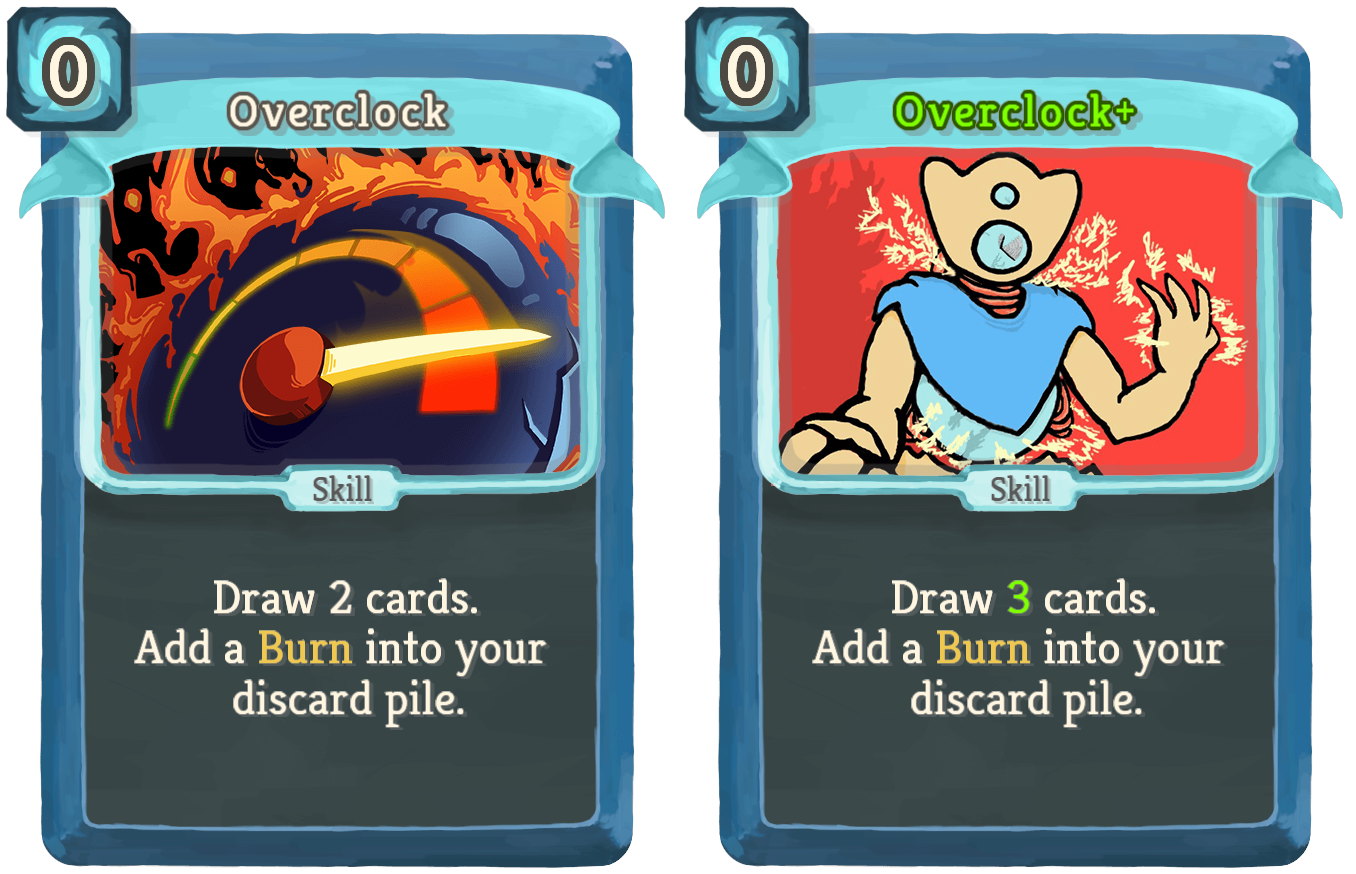 0
Overclock
Skill
Draw 2 cards.
Add a Burn into your
discard pile.
0
Overclock+
Skill
Draw 3 cards.
Add a Burn into your
discard pile.